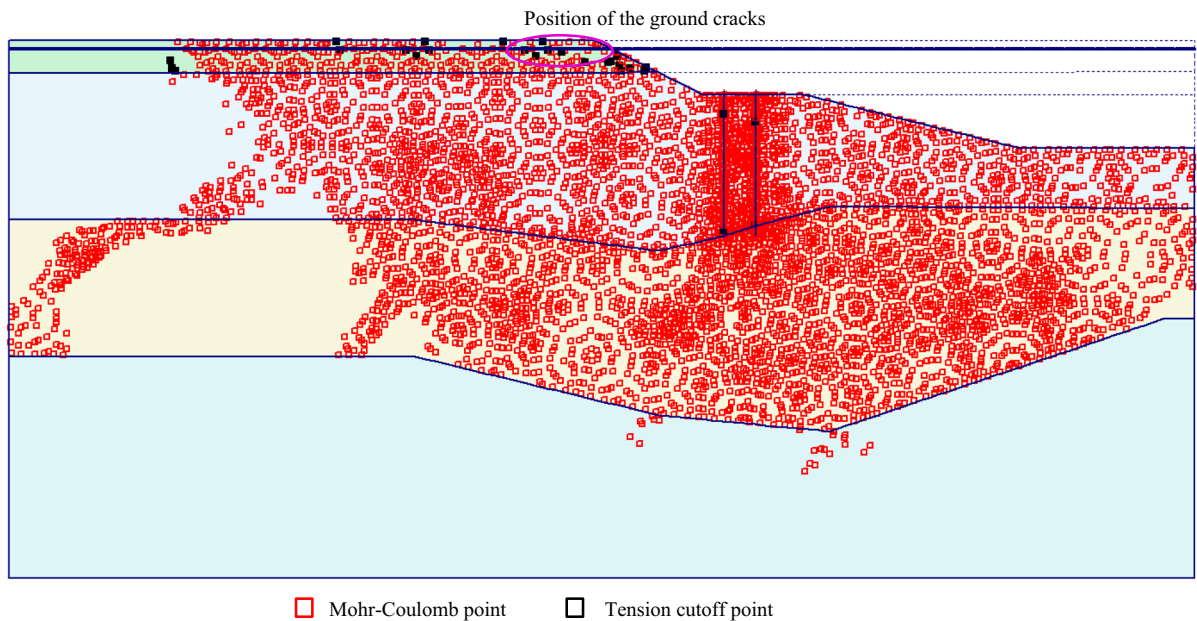 Position of the ground cracks
Mohr-Coulomb point
Tension cutoff point